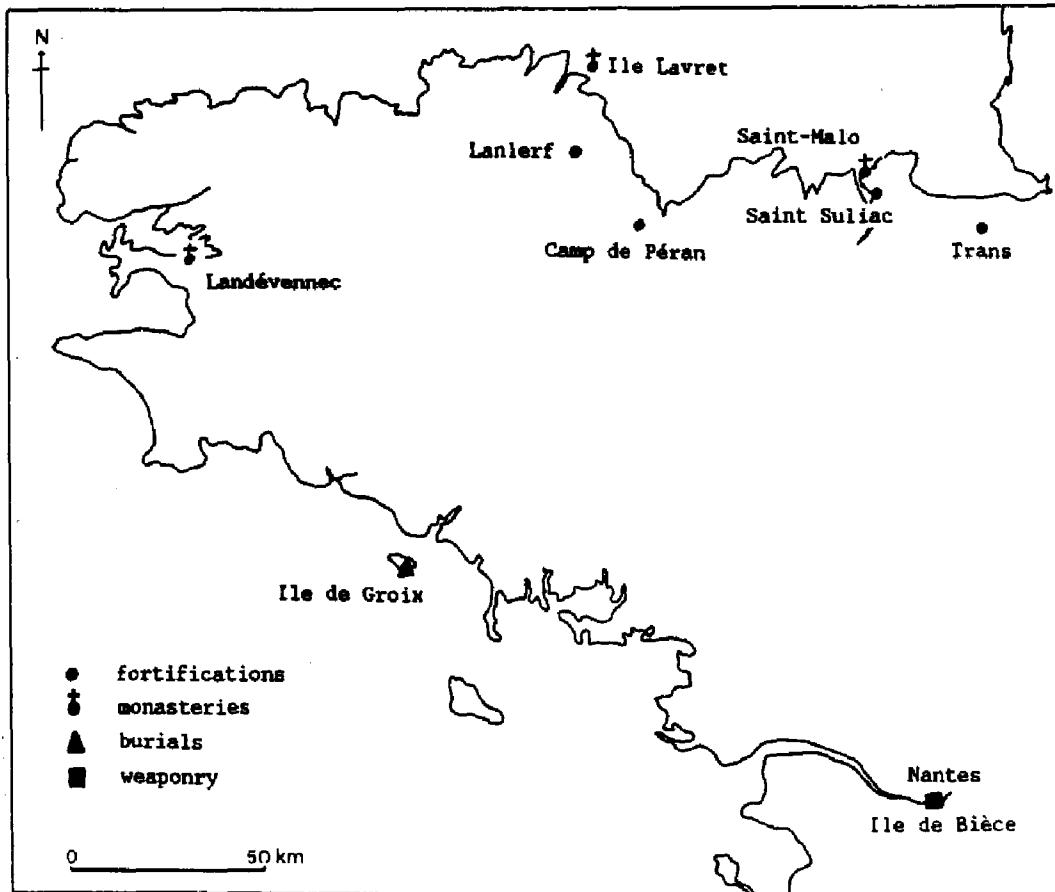 N
Ile Lavret
Saint-Malo
Lanlerf
Saint Suliac
Camp de Péran
Trans
Landévennec
Ile de Groix
fortifications
monasteries
burials
weaponry
Nantes
Ile de Bièce
0 50 km